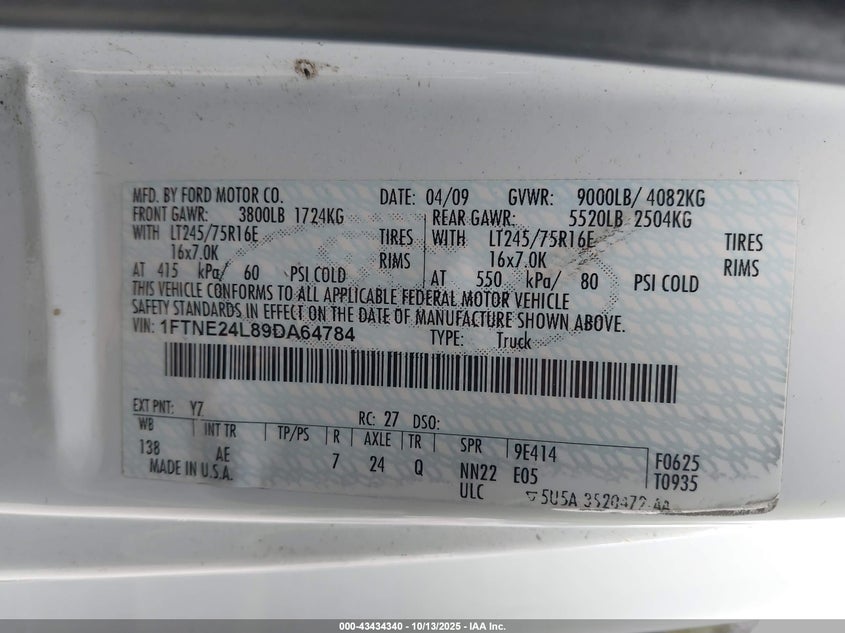 MFD. BY FORD MOTOR CO. DATE: 04/09 GVWR: 9000LB/ 4082KG
FRONT GAWR: 3800LB 1724KG REAR GAWR: 5520LB 2504KG
WITH LT245/75R16E TIRES WITH LT245/75R16E TIRES
16x7.0K RIMS 16x7.0K RIMS
AT 415 kPa/ 60 PSI COLD AT 550 kPa/ 80 PSI COLD
THIS VEHICLE CONFORMS TO ALL APPLICABLE FEDERAL MOTOR VEHICLE
SAFETY STANDARDS IN EFFECT ON THE DATE OF MANUFACTURE SHOWN ABOVE.
VIN: 1FTNE24L89DA64784 TYPE: Truck
EXT PNT: Y7 RC: 27 DSO:
WB INT TR TP/PS R AXLE TR SPR 9E414 F0625
138 AE 7 24 Q NN22 E05 T0935
MADE IN U.S.A. ULC 5U5A 3520472 AA
000-43434340 | 10/13/2025 - IAA Inc.